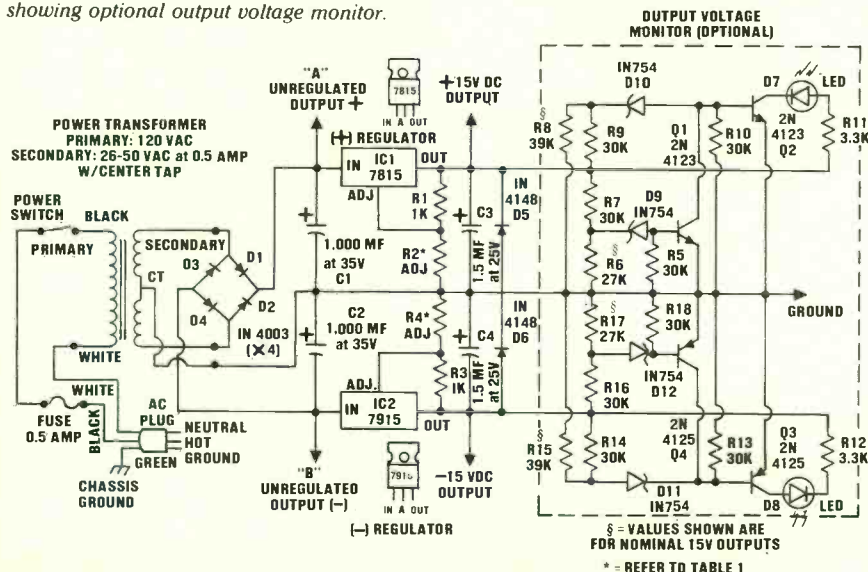 showing optional output voltage monitor.
OUTPUT VOLTAGE
MONITOR (OPTIONAL)
"A"
UNREGULATED
OUTPUT +
7815
IN A OUT
+15V DC
OUTPUT
(+) REGULATOR
IN
IC1
7815
OUT
ADJ
POWER TRANSFORMER
PRIMARY: 120 VAC
SECONDARY: 26-50 VAC at 0.5 AMP
W/CENTER TAP
POWER
SWITCH
BLACK
PRIMARY
SECONDARY
CT
D3
D1
D4
D2
IN 4003
(X4)
WHITE
WHITE
FUSE
0.5 AMP
BLACK
AC
PLUG
NEUTRAL
HOT
GROUND
GREEN
CHASSIS
GROUND
+
1,000 MF
at 35V
C1
C2
+
1,000 MF
at 35V
R1
1K
R2*
ADJ
R4*
ADJ
R3
1K
+
C3
1.5 MF
at 25V
+
C4
1.5 MF
at 25V
IN
4148
D5
IN
4148
D6
ADJ.
IN
IC2
7915
OUT
7915
IN A OUT
"B"
UNREGULATED
OUTPUT (–)
(–) REGULATOR
–15 VDC
OUTPUT
§
R8
39K
R9
30K
IN754
D10
Q1
2N
4123
R10
30K
D7
2N
4123
Q2
LED
R11
3.3K
R7
30K
D9
IN754
§
R6
27K
R5
30K
GROUND
§
R17
27K
R18
30K
IN754
D12
R16
30K
2N
4125
Q4
§
R15
39K
R14
30K
R13
30K
Q3
2N
4125
R12
3.3K
D11
IN754
D8
LED
§ = VALUES SHOWN ARE
FOR NOMINAL 15V OUTPUTS
* = REFER TO TABLE 1